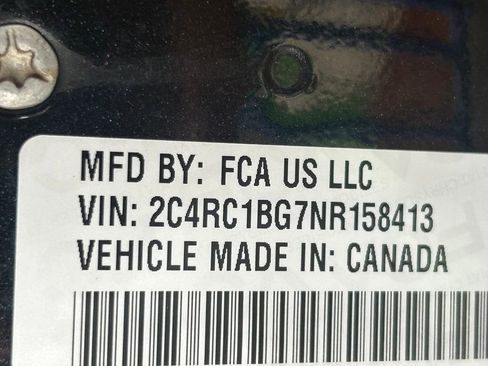 MFD BY: FCA US LLC
VIN: 2C4RC1BG7NR158413
VEHICLE MADE IN: CANADA